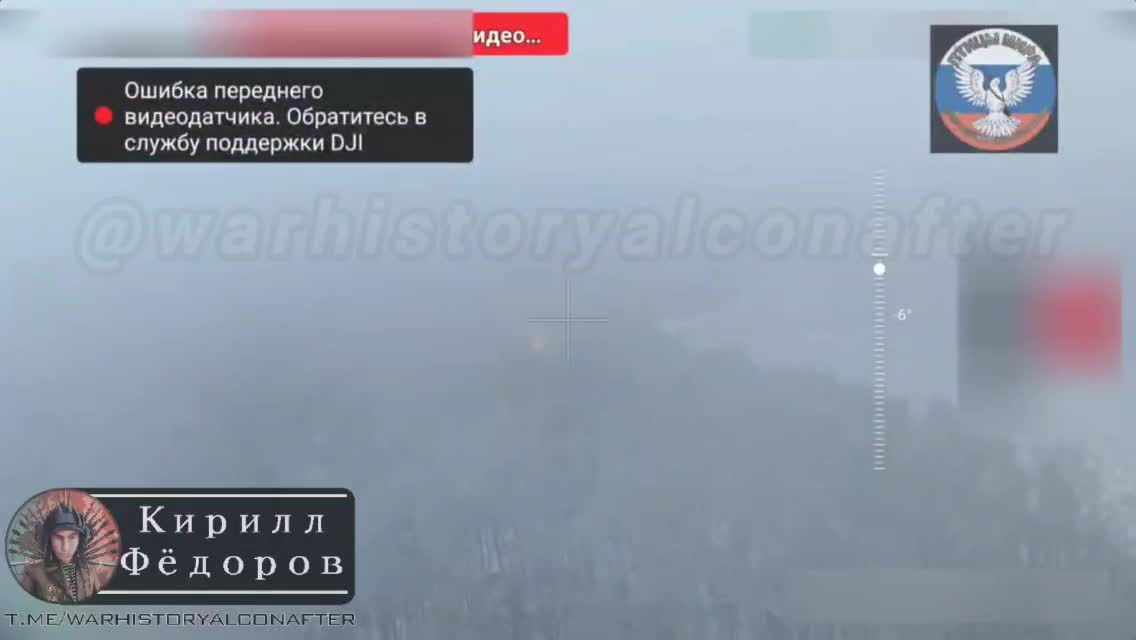 идео...
Ошибка переднего
видеодатчика. Обратитесь в
службу поддержки DJI
@warhistoryalconafter
-6°
Кирилл
Фёдоров
T.ME/WARHISTORYALCONAFTER